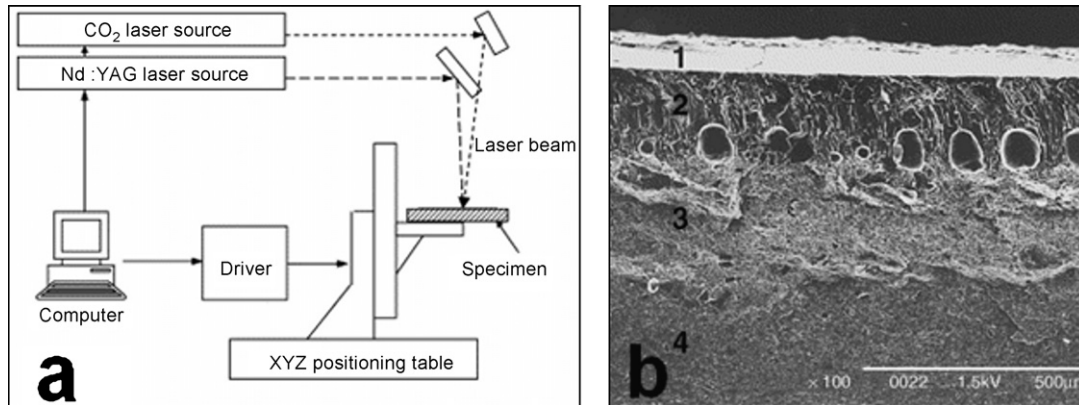 CO₂ laser source
Nd :YAG laser source
Laser beam
Specimen
Driver
Computer
XYZ positioning table
a
1
2
3
c
4
× 100 0022 1.5kV 500µm
b